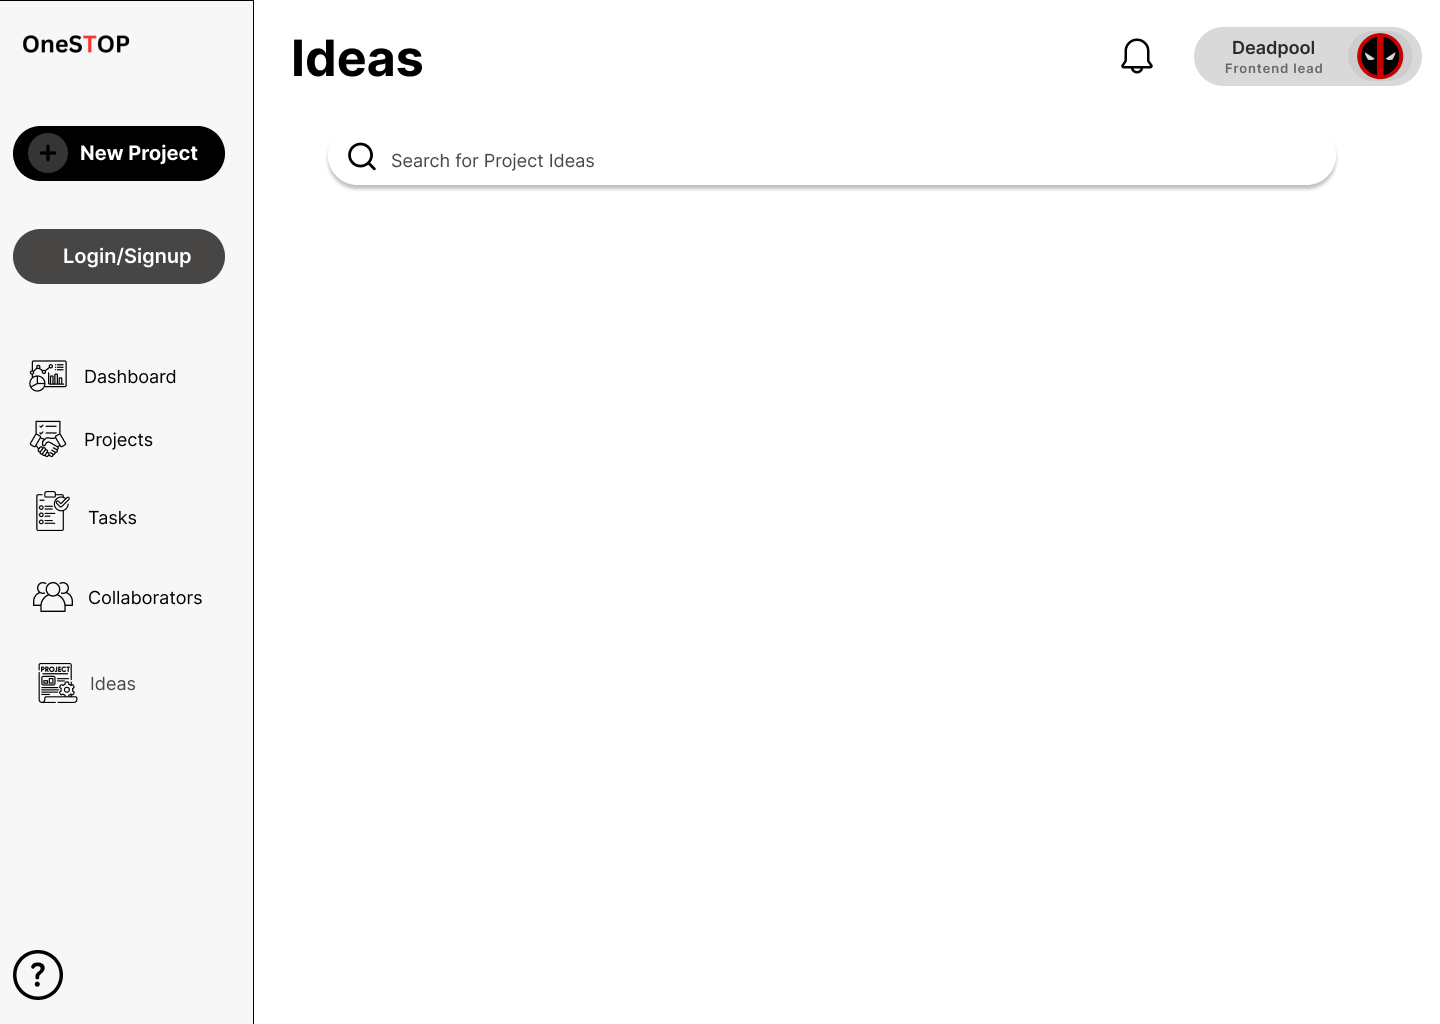 OneSTOP
New Project
Login/Signup
Dashboard
Projects
Tasks
Collaborators
PROJECT
Ideas
?
Ideas
Deadpool
Frontend lead
Search for Project Ideas